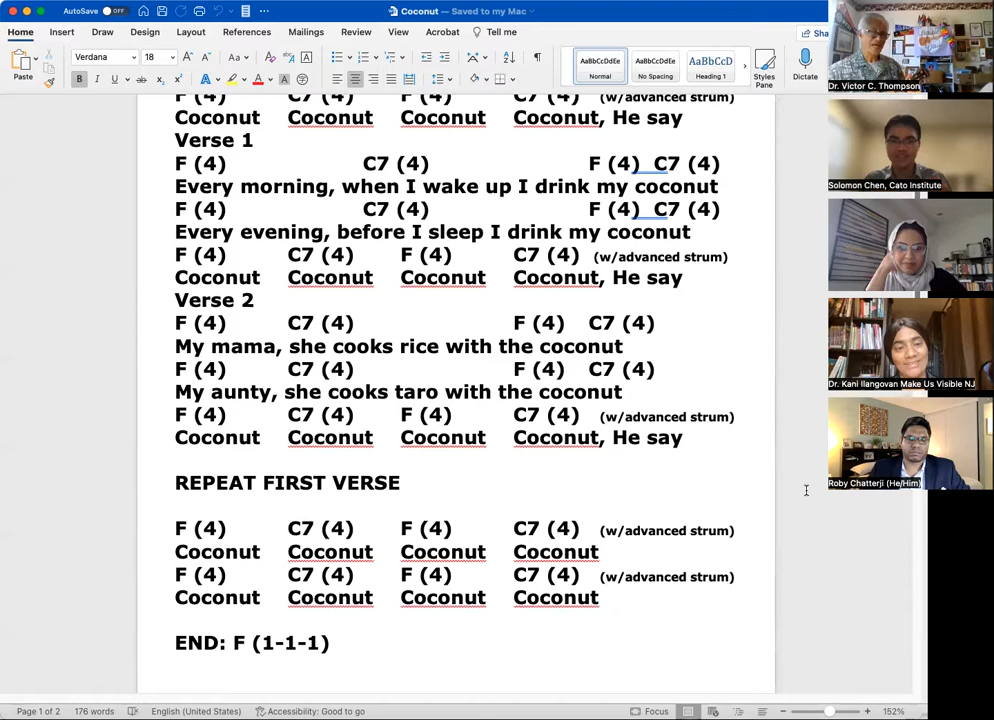 AutoSave OFF Coconut — Saved to my Mac
Home Insert Draw Design Layout References Mailings Review View Acrobat Tell me Sha
Paste Verdana 18 AaBbCcDdEe Normal AaBbCcDdEe No Spacing AaBbCcD Heading 1 Styles Pane Dictate
F (4) C7 (4) F (4) C7 (4) (w/advanced strum)
Coconut Coconut Coconut Coconut, He say
Verse 1
F (4) C7 (4) F (4) C7 (4)
Every morning, when I wake up I drink my coconut
F (4) C7 (4) F (4) C7 (4)
Every evening, before I sleep I drink my coconut
F (4) C7 (4) F (4) C7 (4) (w/advanced strum)
Coconut Coconut Coconut Coconut, He say
Verse 2
F (4) C7 (4) F (4) C7 (4)
My mama, she cooks rice with the coconut
F (4) C7 (4) F (4) C7 (4)
My aunty, she cooks taro with the coconut
F (4) C7 (4) F (4) C7 (4) (w/advanced strum)
Coconut Coconut Coconut Coconut, He say
REPEAT FIRST VERSE
F (4) C7 (4) F (4) C7 (4) (w/advanced strum)
Coconut Coconut Coconut Coconut
F (4) C7 (4) F (4) C7 (4) (w/advanced strum)
Coconut Coconut Coconut Coconut
END: F (1-1-1)
Page 1 of 2 176 words English (United States) Accessibility: Good to go Focus 152%
Dr. Victor C. Thompson
Solomon Chen, Cato Institute
Dr. Kani Ilangovan Make Us Visible NJ
Roby Chatterji (He/Him)